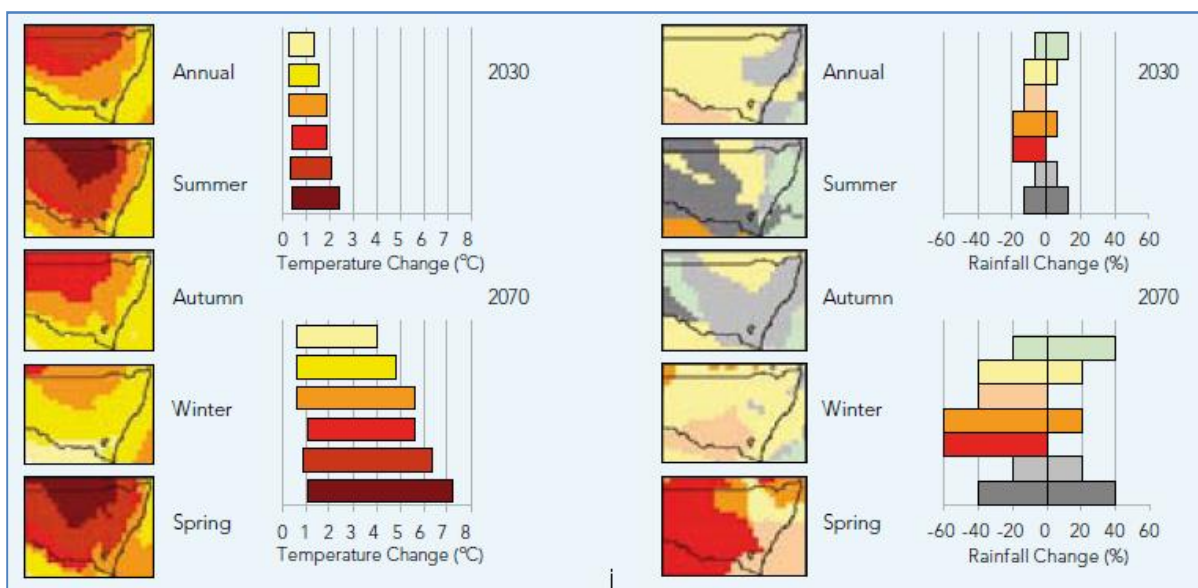 Annual
2030
Summer
0 1 2 3 4 5 6 7 8
Temperature Change (°C)
Autumn
2070
Winter
Spring
0 1 2 3 4 5 6 7 8
Temperature Change (°C)
Annual
2030
Summer
-60 -40 -20 0 20 40 60
Rainfall Change (%)
Autumn
2070
Winter
Spring
-60 -40 -20 0 20 40 60
Rainfall Change (%)
i